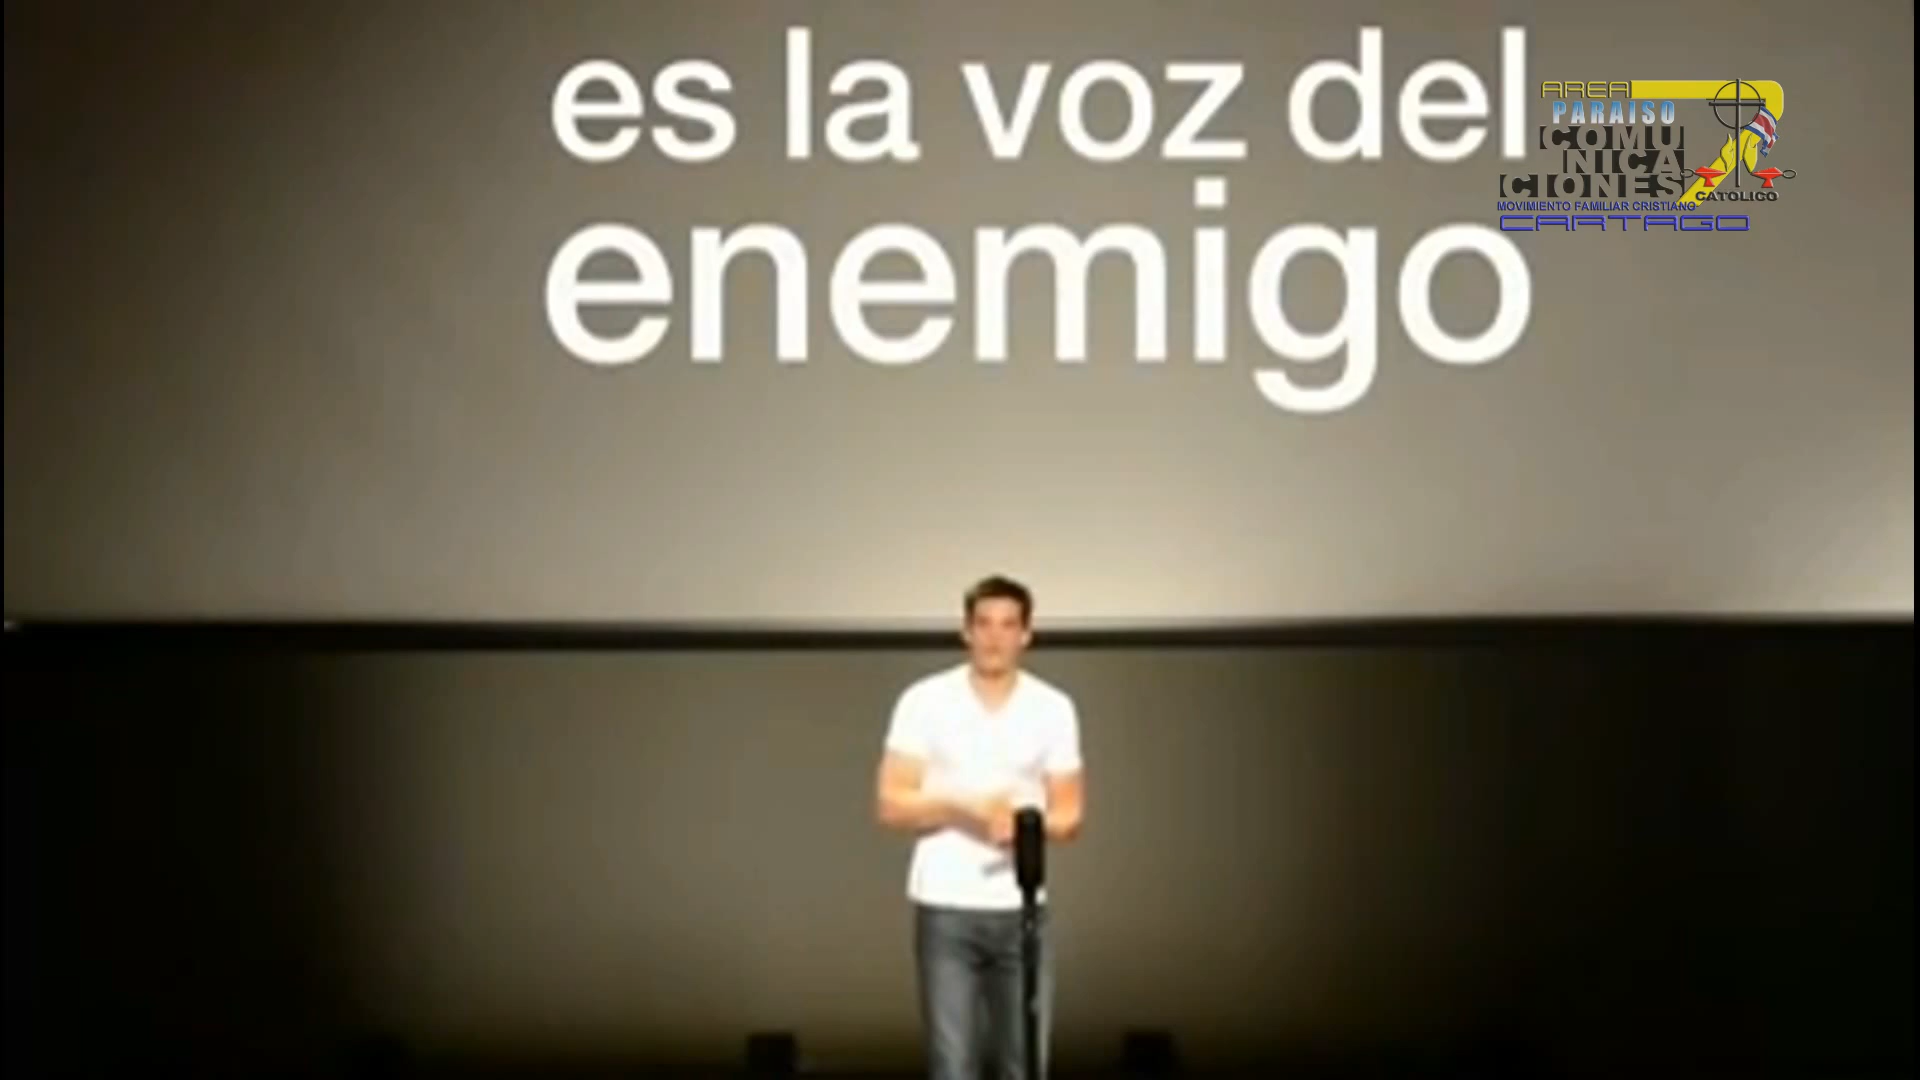 es la voz del
enemigo
AREA
PARAISO
COMU
NICA
CIONES
CATOLICO
MOVIMIENTO FAMILIAR CRISTIANO
CARTAGO